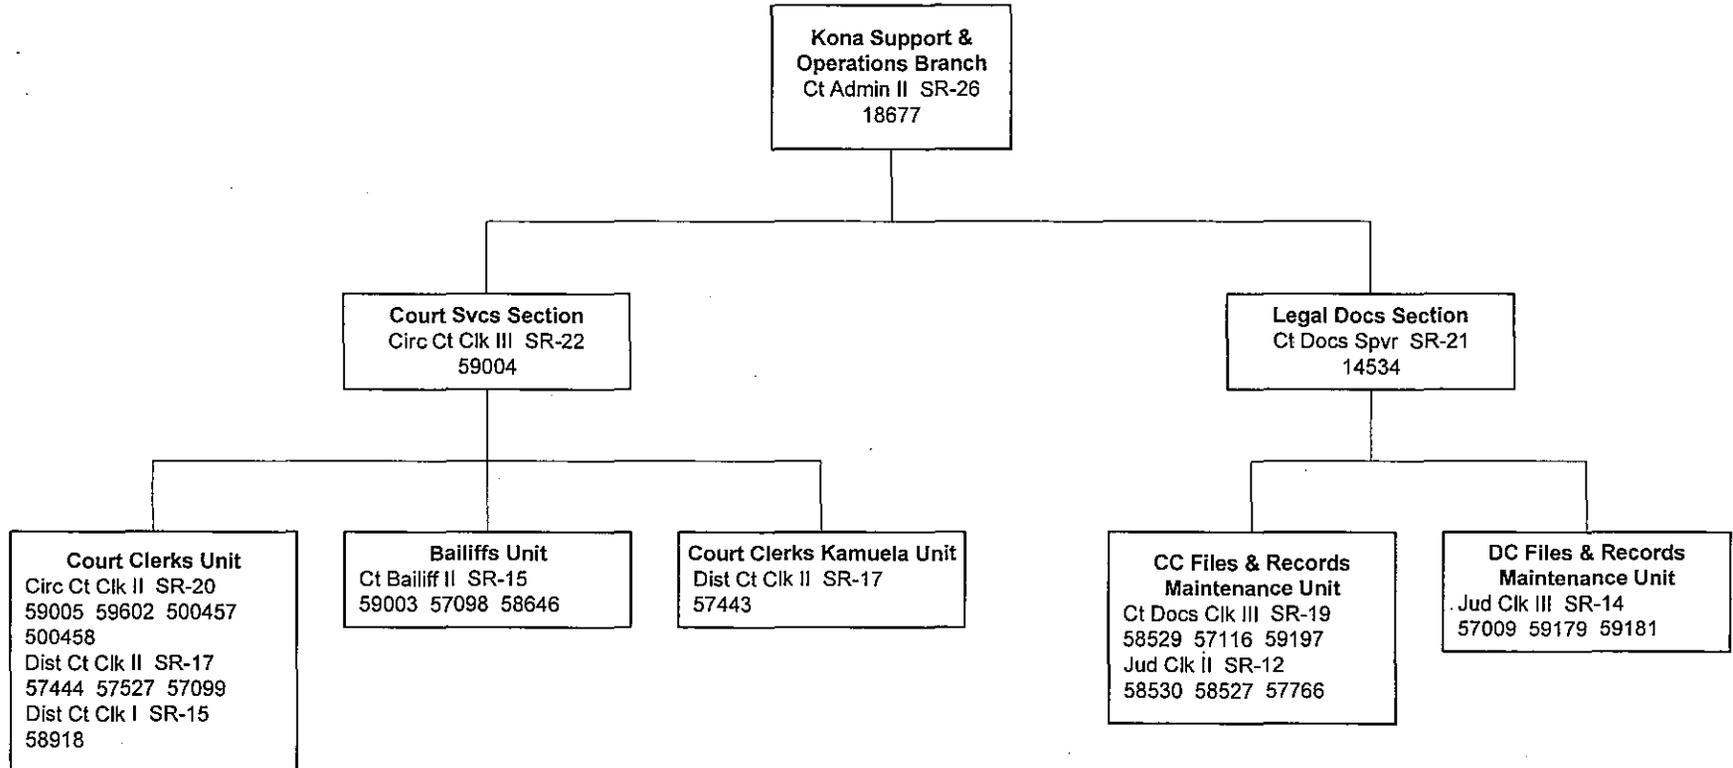 Kona Support &
Operations Branch
Ct Admin II SR-26
18677
Court Svcs Section
Circ Ct Clk III SR-22
59004
Legal Docs Section
Ct Docs Spvr SR-21
14534
Court Clerks Unit
Circ Ct Clk II SR-20
59005 59602 500457
500458
Dist Ct Clk II SR-17
57444 57527 57099
Dist Ct Clk I SR-15
58918
Bailiffs Unit
Ct Bailiff II SR-15
59003 57098 58646
Court Clerks Kamuela Unit
Dist Ct Clk II SR-17
57443
CC Files & Records
Maintenance Unit
Ct Docs Clk III SR-19
58529 57116 59197
Jud Clk II SR-12
58530 58527 57766
DC Files & Records
Maintenance Unit
Jud Clk III SR-14
57009 59179 59181